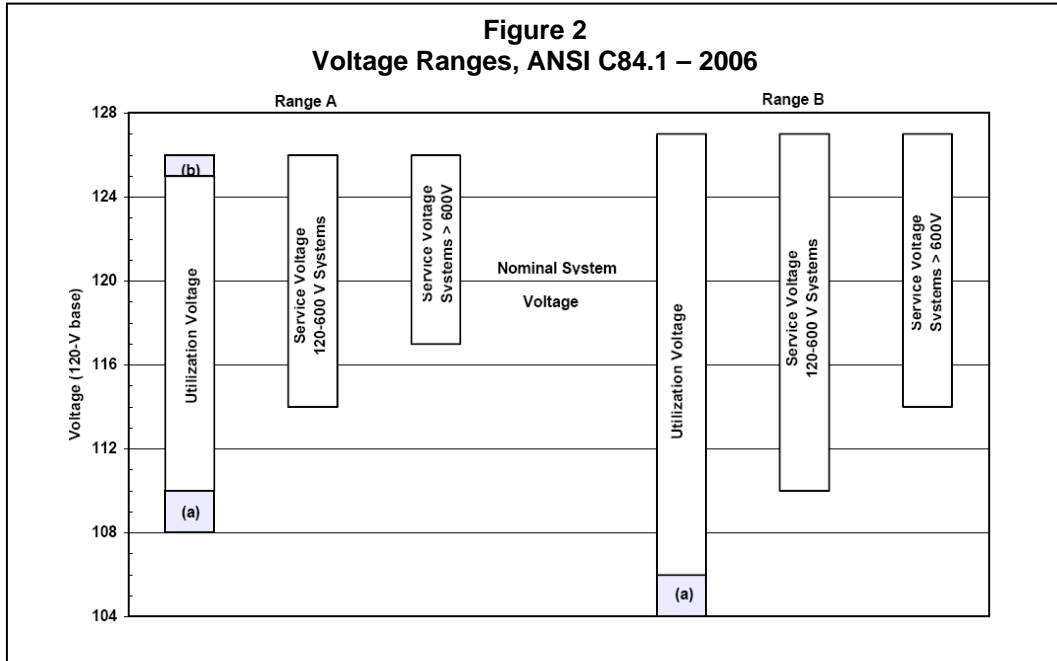 Figure 2
Voltage Ranges, ANSI C84.1 – 2006
Range A
Range B
Voltage (120-V base)
128
124
120
116
112
108
104
(b)
Utilization Voltage
(a)
Service Voltage
120-600 V Systems
Service Voltage
Systems > 600V
Nominal System
Voltage
Utilization Voltage
(a)
Service Voltage
120-600 V Systems
Service Voltage
Systems > 600V